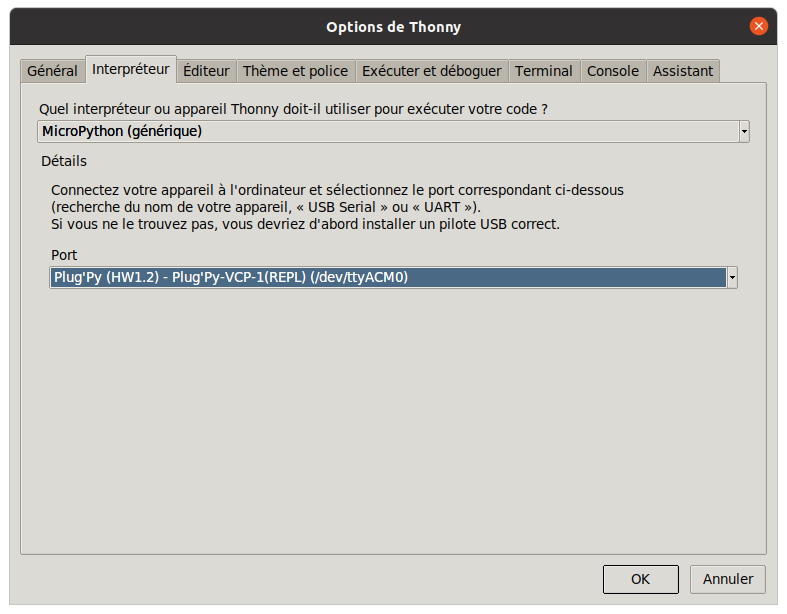 Options de Thonny
Général Interpréteur Éditeur Thème et police Exécuter et déboguer Terminal Console Assistant
Quel interpréteur ou appareil Thonny doit-il utiliser pour exécuter votre code ?
MicroPython (générique)
Détails
Connectez votre appareil à l'ordinateur et sélectionnez le port correspondant ci-dessous
(recherche du nom de votre appareil, « USB Serial » ou « UART »).
Si vous ne le trouvez pas, vous devriez d'abord installer un pilote USB correct.
Port
Plug'Py (HW1.2) - Plug'Py-VCP-1(REPL) (/dev/ttyACM0)
OK Annuler